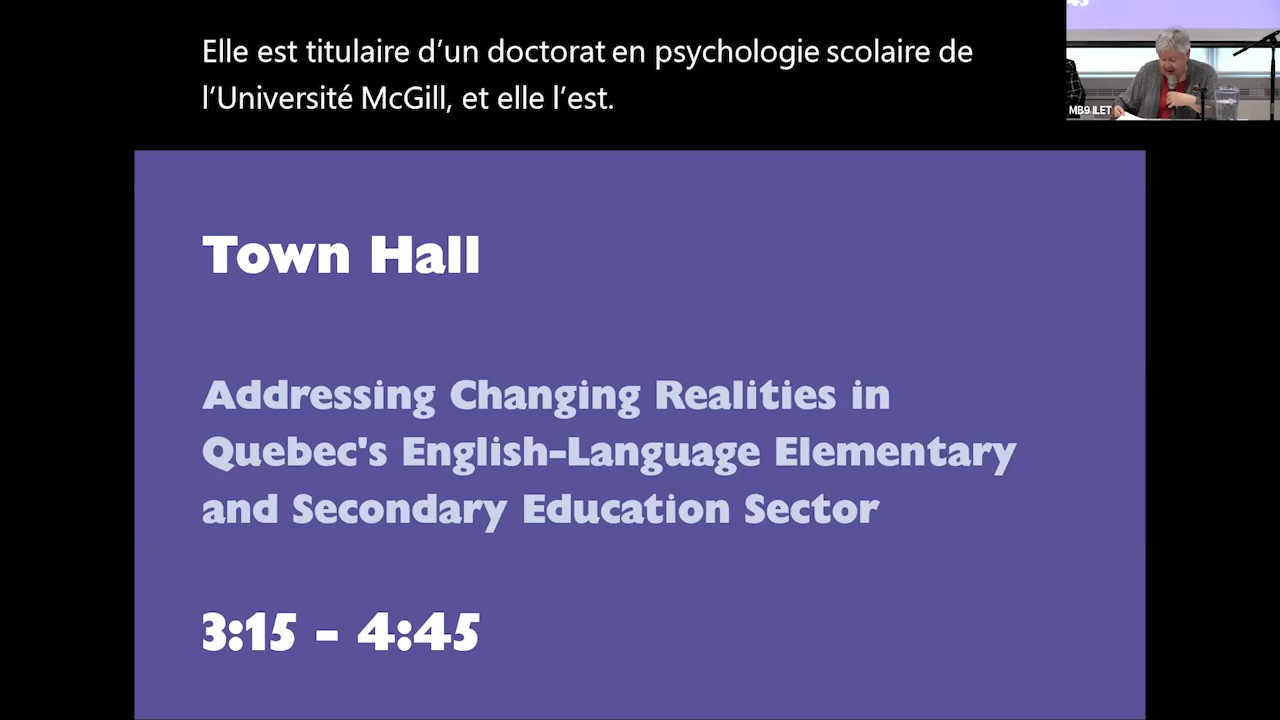 Elle est titulaire d’un doctorat en psychologie scolaire de
l’Université McGill, et elle l’est.
MB9 ILET
Town Hall
Addressing Changing Realities in
Quebec's English-Language Elementary
and Secondary Education Sector
3:15 - 4:45